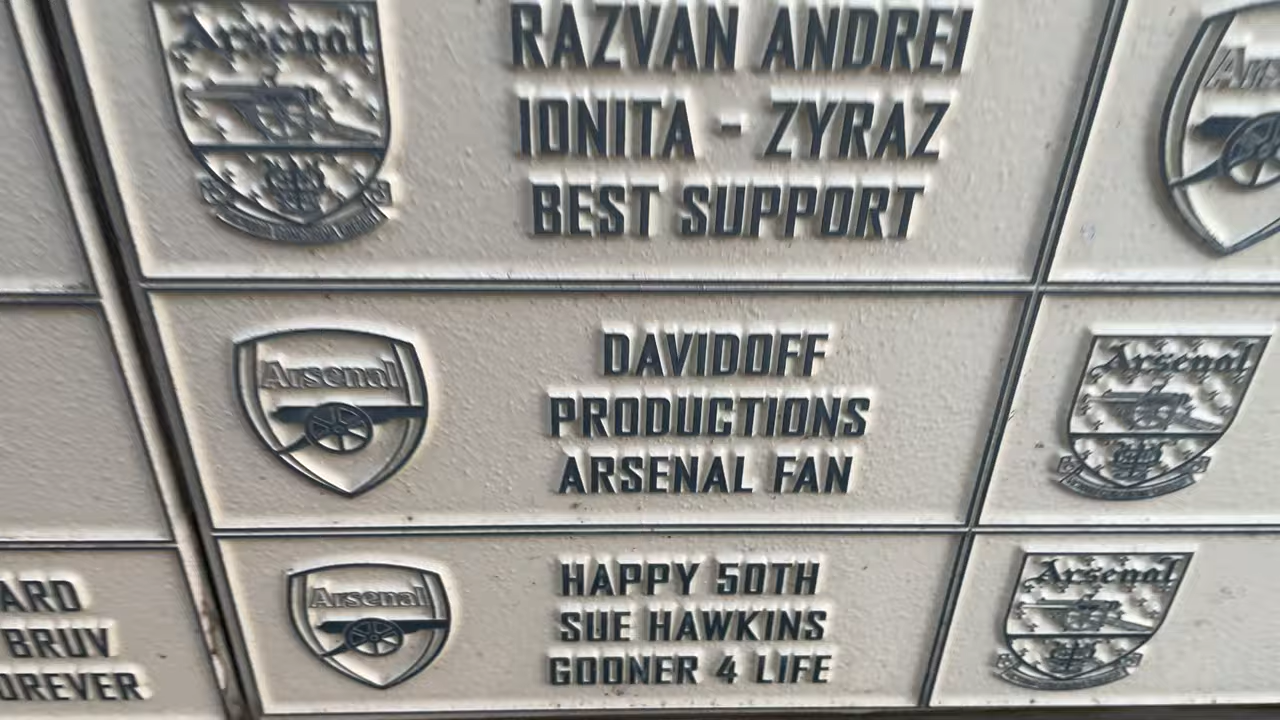 Arsenal
RAZVAN ANDREI
IONITA - ZYRAZ
BEST SUPPORT
Arsenal
DAVIDOFF
PRODUCTIONS
ARSENAL FAN
Arsenal
ARD
BRUV
OREVER
Arsenal
HAPPY 50TH
SUE HAWKINS
GOONER 4 LIFE
Arsenal